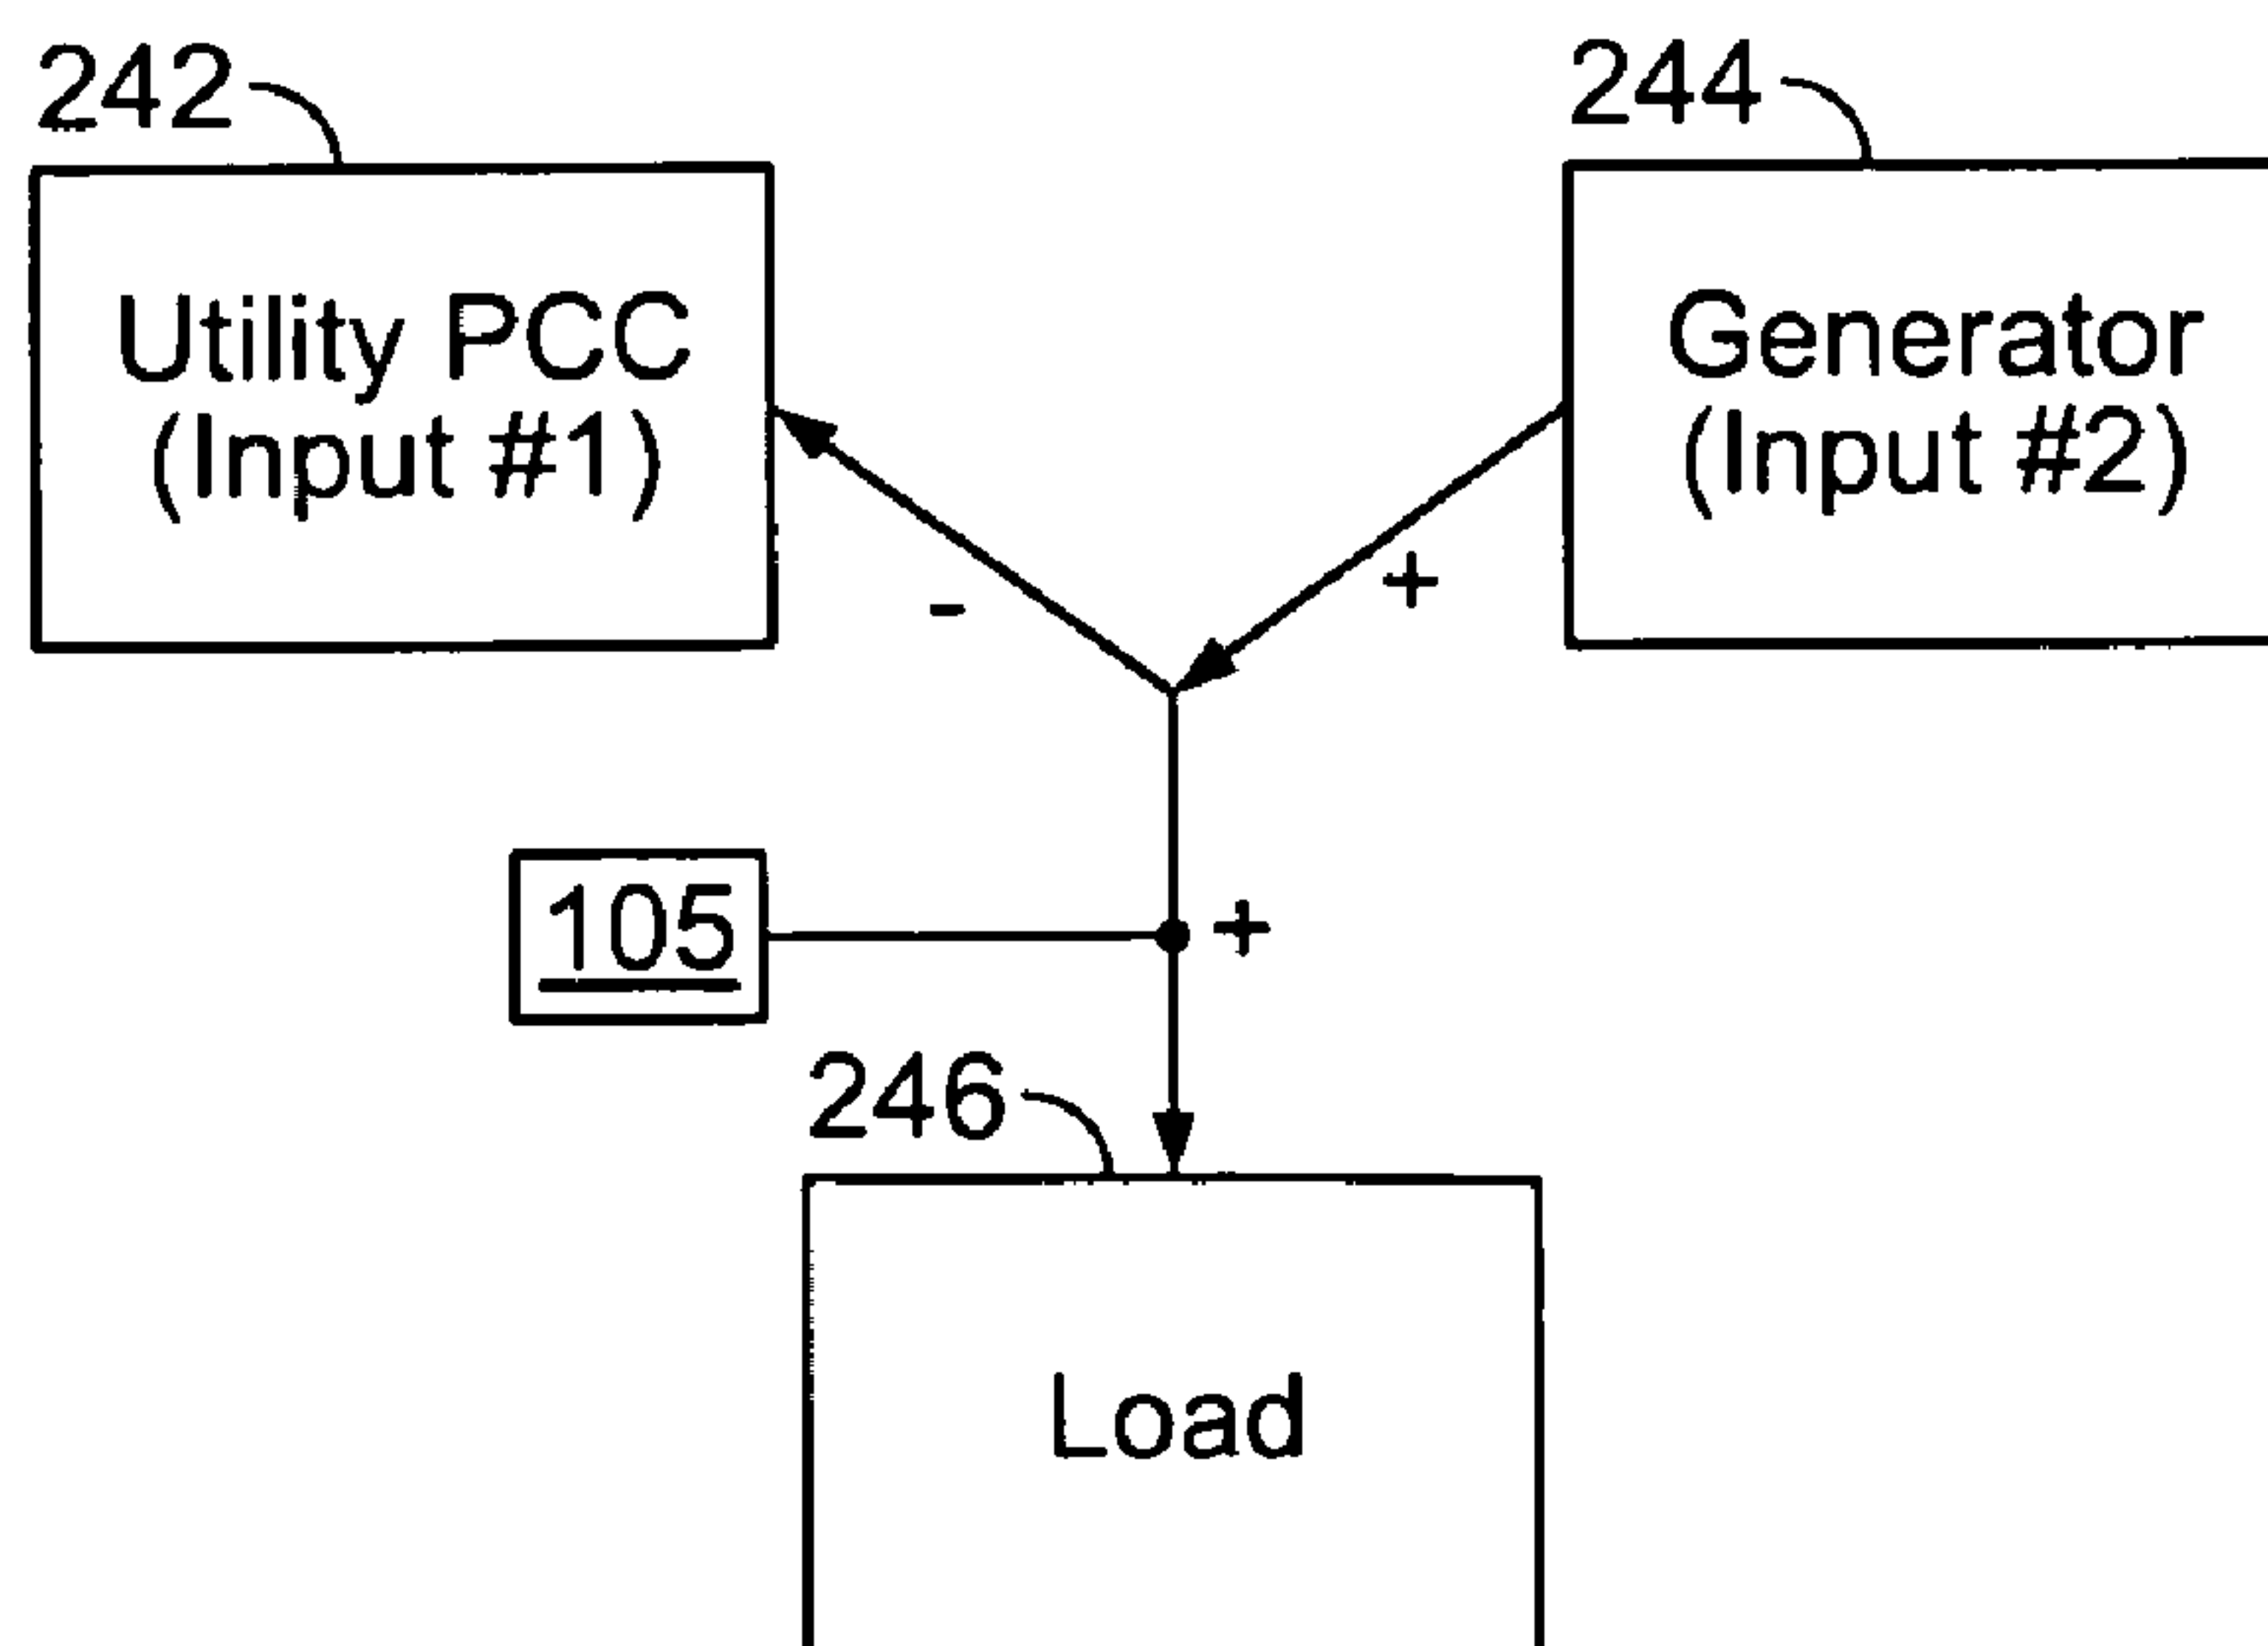 242
244
Utility PCC
(Input #1)
Generator
(Input #2)
-
+
105
+
246
Load